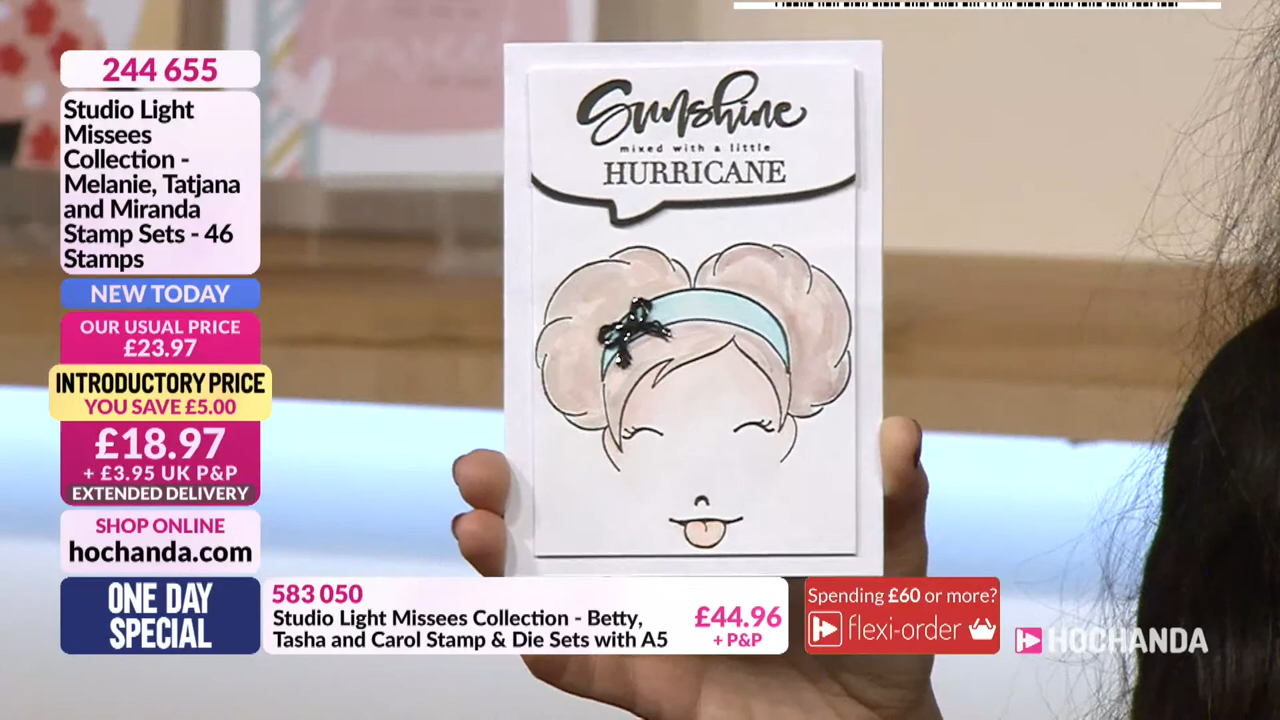 244 655
Studio Light
Missees
Collection -
Melanie, Tatjana
and Miranda
Stamp Sets - 46
Stamps
NEW TODAY
OUR USUAL PRICE
£23.97
INTRODUCTORY PRICE
YOU SAVE £5.00
£18.97
+ £3.95 UK P&P
EXTENDED DELIVERY
SHOP ONLINE
hochanda.com
Sunshine
mixed with a little
HURRICANE
ONE DAY
SPECIAL
583 050
Studio Light Missees Collection - Betty,
Tasha and Carol Stamp & Die Sets with A5
£44.96
+ P&P
Spending £60 or more?
flexi-order
HOCHANDA